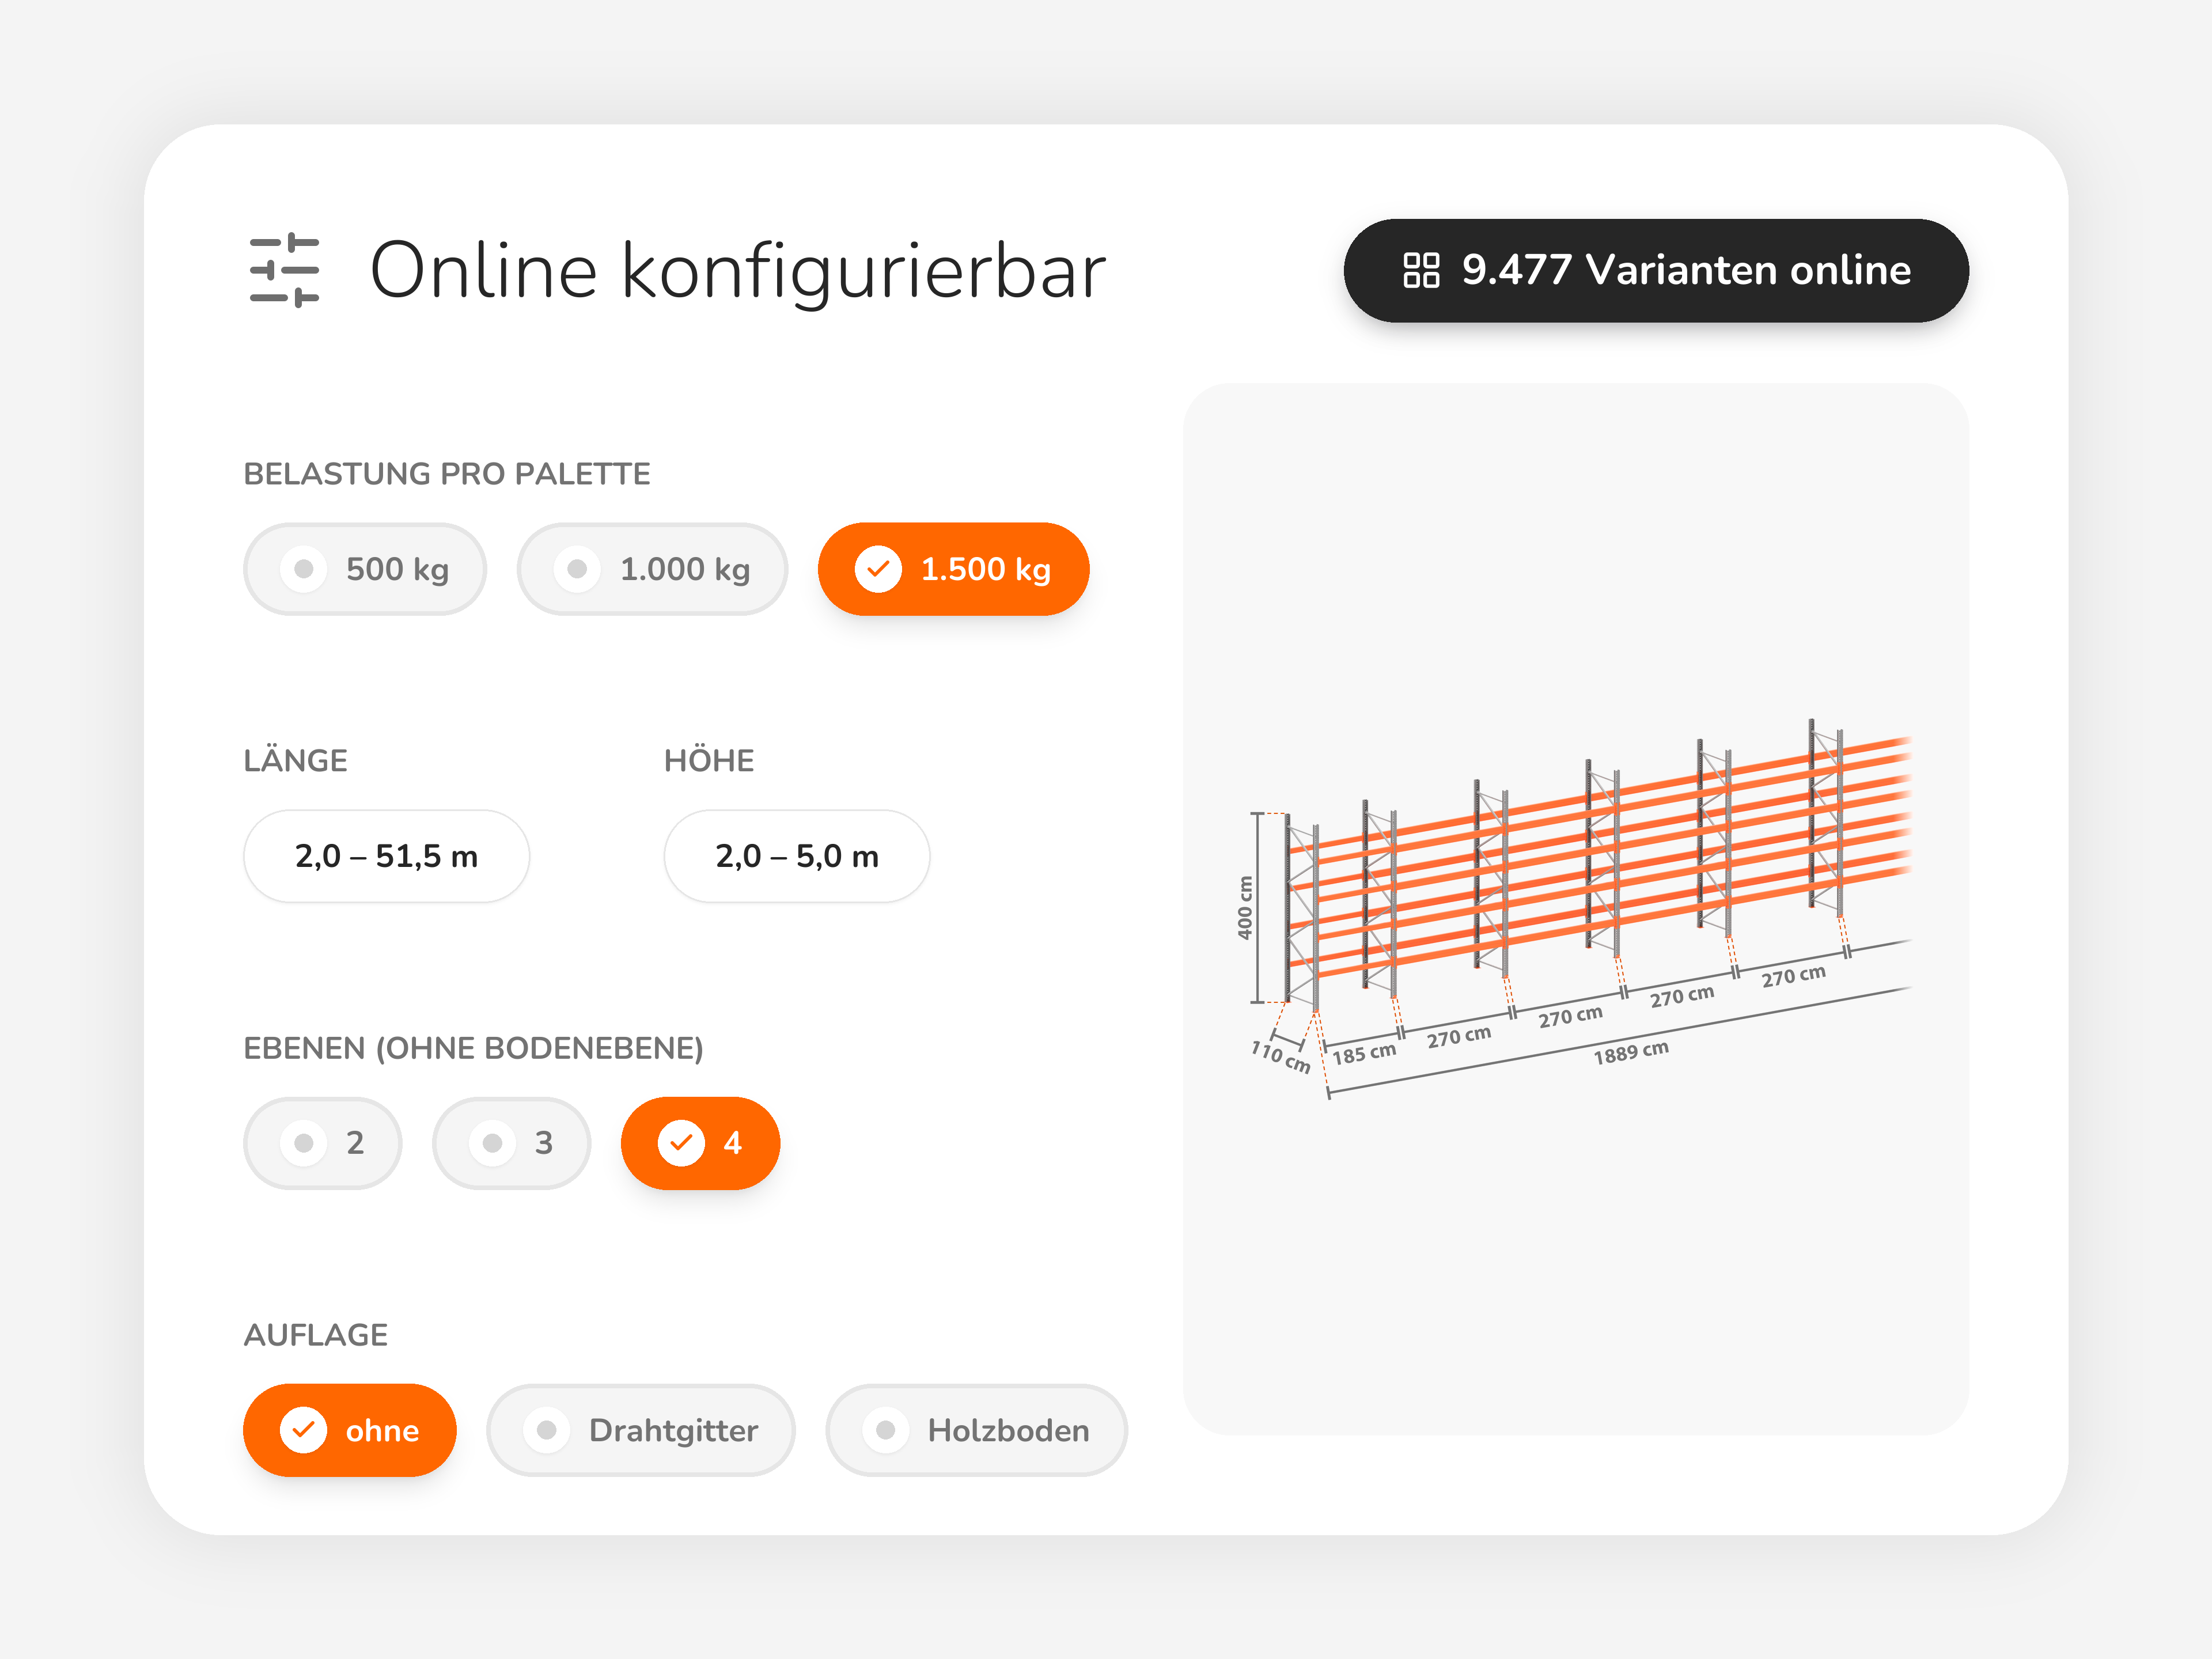 Online konfigurierbar
9.477 Varianten online
BELASTUNG PRO PALETTE
500 kg
1.000 kg
1.500 kg
LÄNGE
HÖHE
2,0 – 51,5 m
2,0 – 5,0 m
EBENEN (OHNE BODENEBENE)
2
3
4
AUFLAGE
ohne
Drahtgitter
Holzboden
400 cm
110 cm
185 cm
270 cm
270 cm
270 cm
270 cm
1889 cm